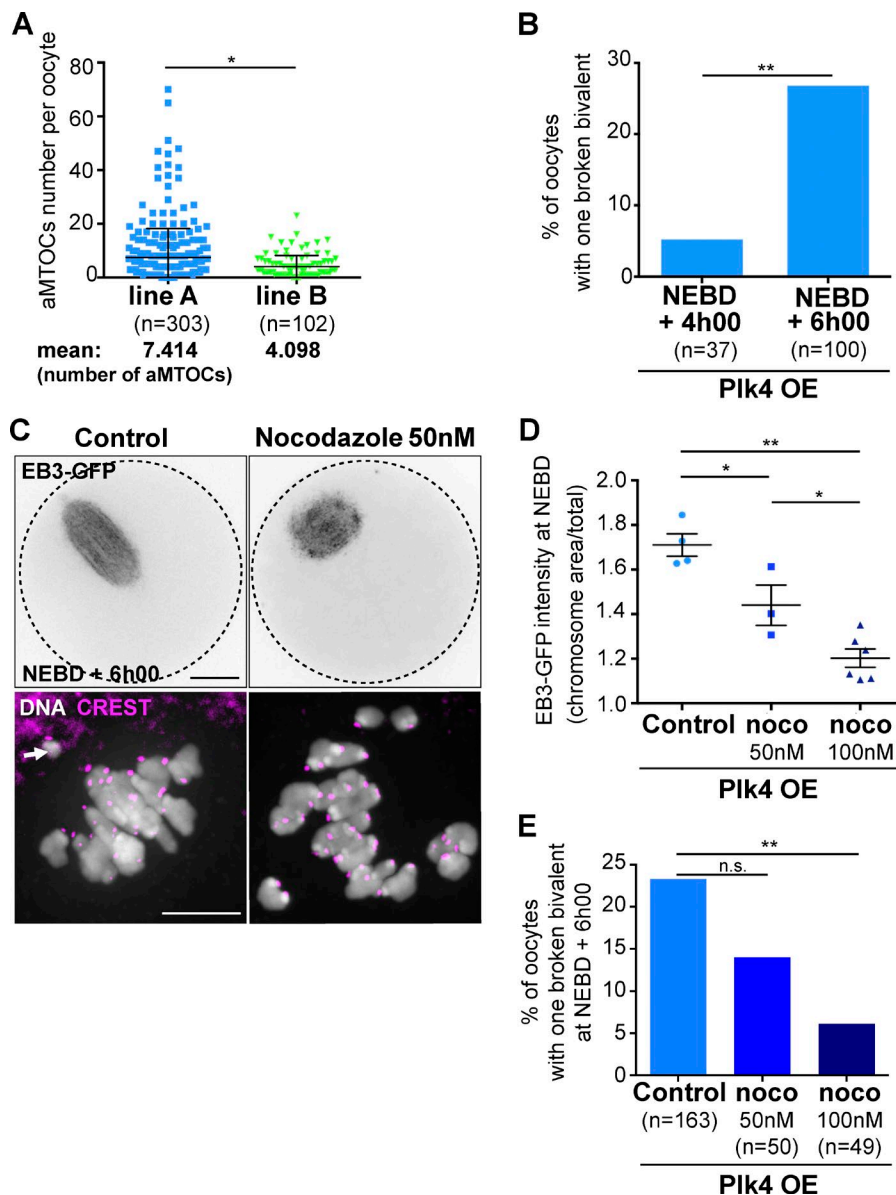 A
aMTOCs number per oocyte
80
60
40
20
0
*
line A
line B
(n=303)
(n=102)
mean:
7.414
4.098
(number of aMTOCs)
B
% of oocytes
with one broken bivalent
30
20
10
0
**
NEBD
+ 4h00
(n=37)
NEBD
+ 6h00
(n=100)
Plk4 OE
C
Control
Nocodazole 50nM
EB3-GFP
NEBD + 6h00
DNA CREST
D
EB3-GFP intensity at NEBD
(chromosome area/total)
2.0
1.8
1.6
1.4
1.2
1.0
**
*
*
Control
noco
50nM
noco
100nM
Plk4 OE
E
% of oocytes
with one broken bivalent
at NEBD + 6h00
25
20
15
10
5
0
**
n.s.
Control
(n=163)
noco
50nM
(n=50)
noco
100nM
(n=49)
Plk4 OE